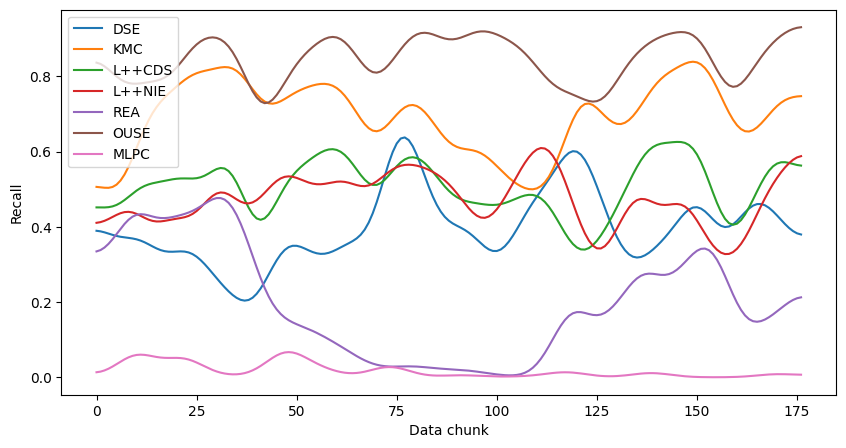 DSE
KMC
L++CDS
L++NIE
REA
OUSE
MLPC
Recall
0.8
0.6
0.4
0.2
0.0
0 25 50 75 100 125 150 175
Data chunk